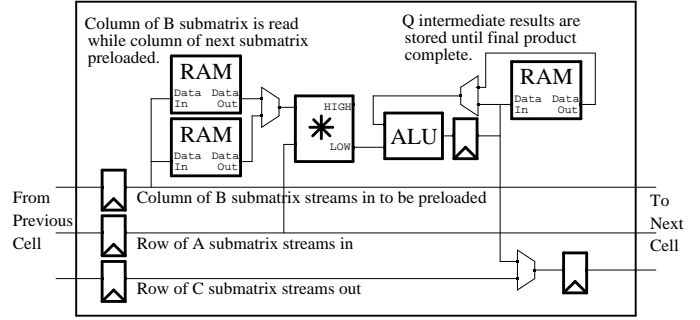 Column of B submatrix is read
while column of next submatrix
preloaded.
Q intermediate results are
stored until final product
complete.
RAM
Data In
Data Out
RAM
Data In
Data Out
HIGH
*
LOW
ALU
RAM
Data In
Data Out
From
Previous
Cell
Column of B submatrix streams in to be preloaded
Row of A submatrix streams in
Row of C submatrix streams out
To
Next
Cell